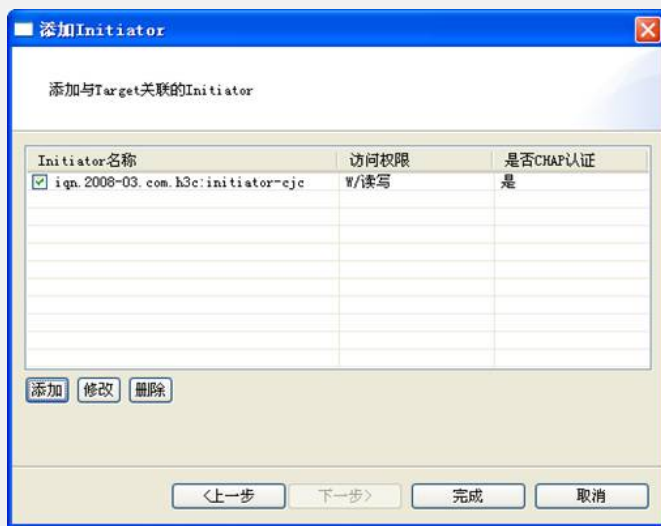 添加Initiator
添加与Target关联的Initiator
Initiator名称 访问权限 是否CHAP认证
iqn.2008-03.com.h3c:initiator-cjc W/读写 是
添加 修改 删除
<上一步 下一步> 完成 取消